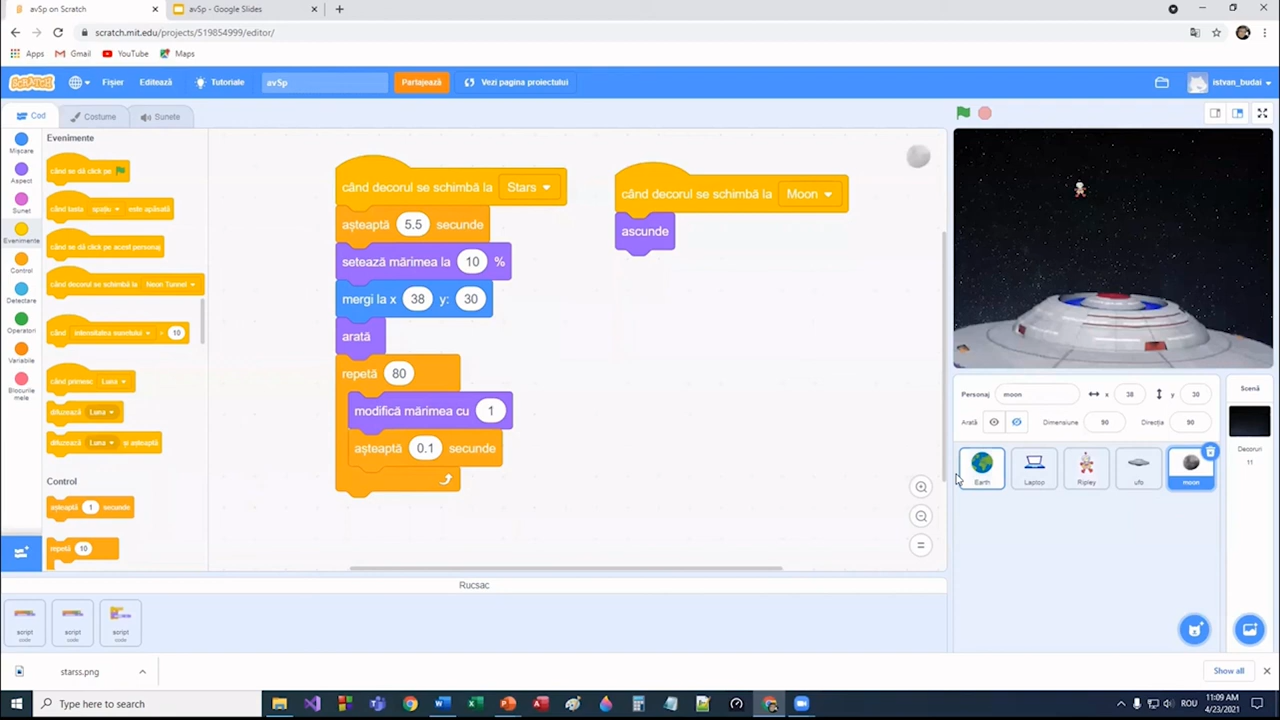 avSp on Scratch
avSp - Google Slides
scratch.mit.edu/projects/519854999/editor/
Apps
Gmail
YouTube
Maps
SCRATCH
Fișier
Editează
Tutoriale
avSp
Partajează
Vezi pagina proiectului
istvan_budai
Cod
Costume
Sunete
Mișcare
Aspect
Sunet
Evenimente
Control
Detectare
Operatori
Variabile
Blocurile mele
Evenimente
când se dă click pe
când tasta spațiu este apăsată
când se dă click pe acest personaj
când decorul se schimbă la Neon Tunnel
când intensitatea sunetului > 10
când primesc Luna
difuzează Luna
difuzează Luna și așteaptă
Control
așteaptă 1 secunde
repetă 10
când decorul se schimbă la Stars
așteaptă 5.5 secunde
setează mărimea la 10 %
mergi la x 38 y: 30
arată
repetă 80
modifică mărimea cu 1
așteaptă 0.1 secunde
când decorul se schimbă la Moon
ascunde
Personaj moon x 38 y 30
Arată Dimensiune 90 Direcția 90
Earth
Laptop
Ripley
ufo
moon
Scenă
Decoruri
11
Rucsac
script
code
script
code
script
code
starss.png
Show all
Type here to search
ROU
11:09 AM
4/23/2021